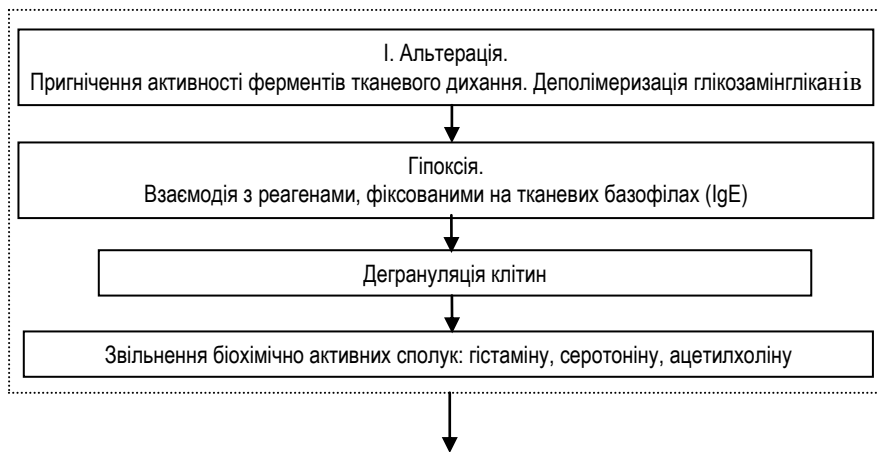 І. Альтерація.
Пригнічення активності ферментів тканевого дихання. Деполімеризація глікозамінгліканів
Гіпоксія.
Взаємодія з реагенами, фіксованими на тканевих базофілах (IgE)
Дегрануляція клітин
Звільнення біохімічно активних сполук: гістаміну, серотоніну, ацетилхоліну